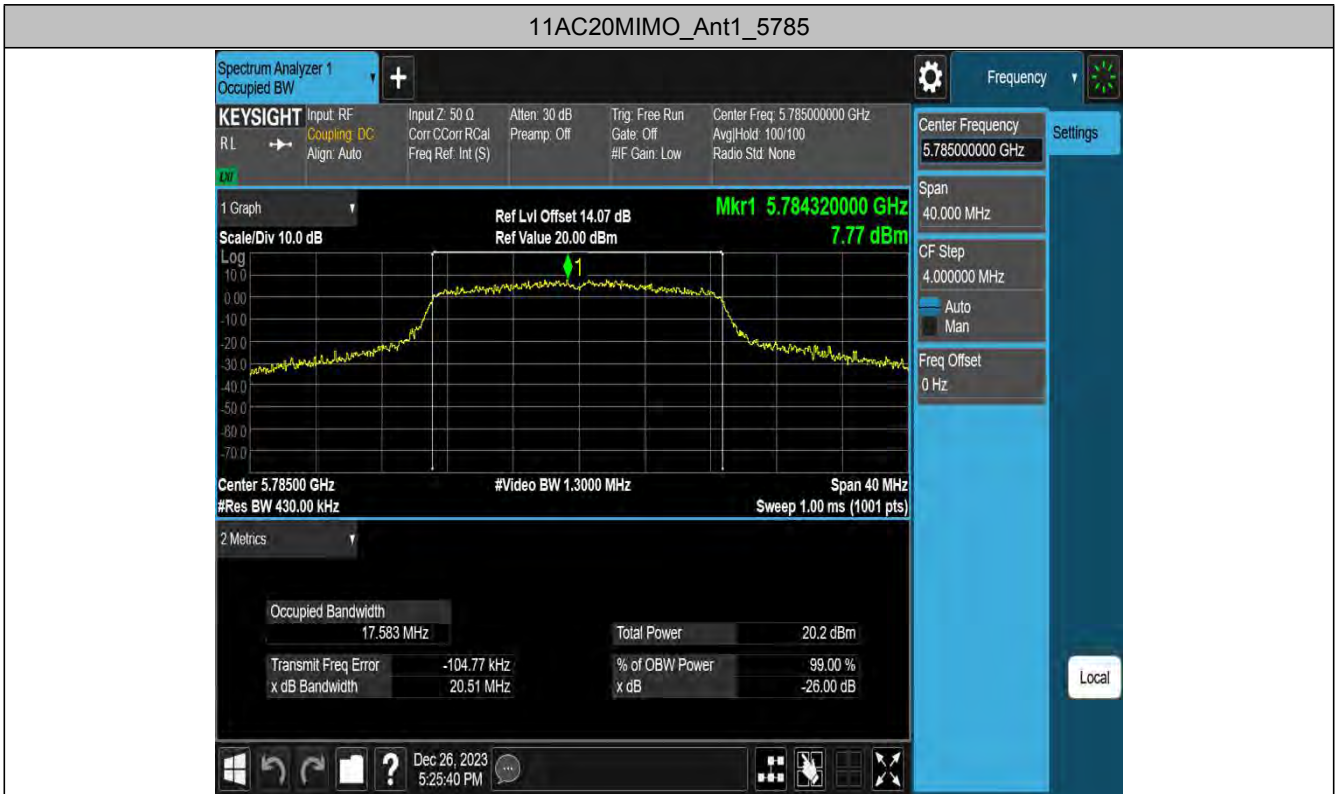 11AC20MIMO_Ant1_5785
Spectrum Analyzer 1
Occupied BW
+
Frequency
KEYSIGHT
RL
Input: RF
Coupling: DC
Align: Auto
Input Z: 50 Ω
Corr CCorr RCal
Freq Ref: Int (S)
Atten: 30 dB
Preamp: Off
Trig: Free Run
Gate: Off
#IF Gain: Low
Center Freq: 5.785000000 GHz
Avg|Hold: 100/100
Radio Std: None
LXI
Center Frequency
5.785000000 GHz
Settings
Span
40.000 MHz
CF Step
4.000000 MHz
Auto
Man
Freq Offset
0 Hz
1 Graph
Scale/Div 10.0 dB
Ref Lvl Offset 14.07 dB
Ref Value 20.00 dBm
Mkr1 5.784320000 GHz
7.77 dBm
Log
10.0
0.00
-10.0
-20.0
-30.0
-40.0
-50.0
-60.0
-70.0
1
Center 5.78500 GHz
#Video BW 1.3000 MHz
Span 40 MHz
#Res BW 430.00 kHz
Sweep 1.00 ms (1001 pts)
2 Metrics
Occupied Bandwidth
17.583 MHz
Total Power 20.2 dBm
Transmit Freq Error -104.77 kHz
% of OBW Power 99.00 %
x dB Bandwidth 20.51 MHz
x dB -26.00 dB
Local
?
Dec 26, 2023
5:25:40 PM